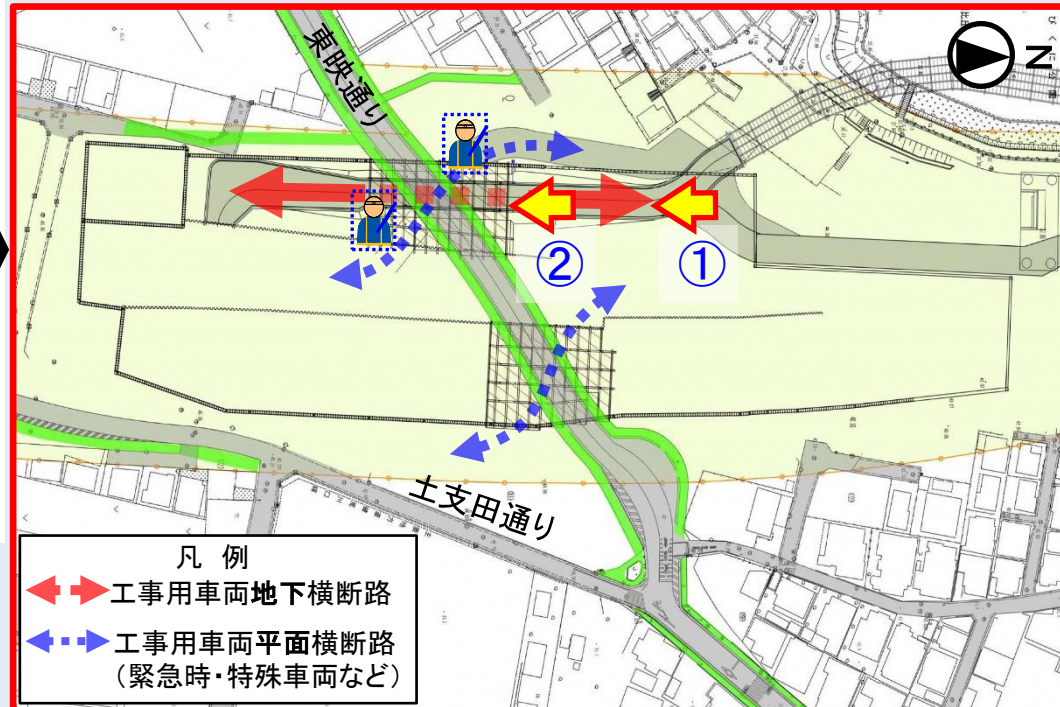 東映通り
N
②
①
土支田通り
凡 例
工事用車両地下横断路
工事用車両平面横断路
(緊急時・特殊車両など)